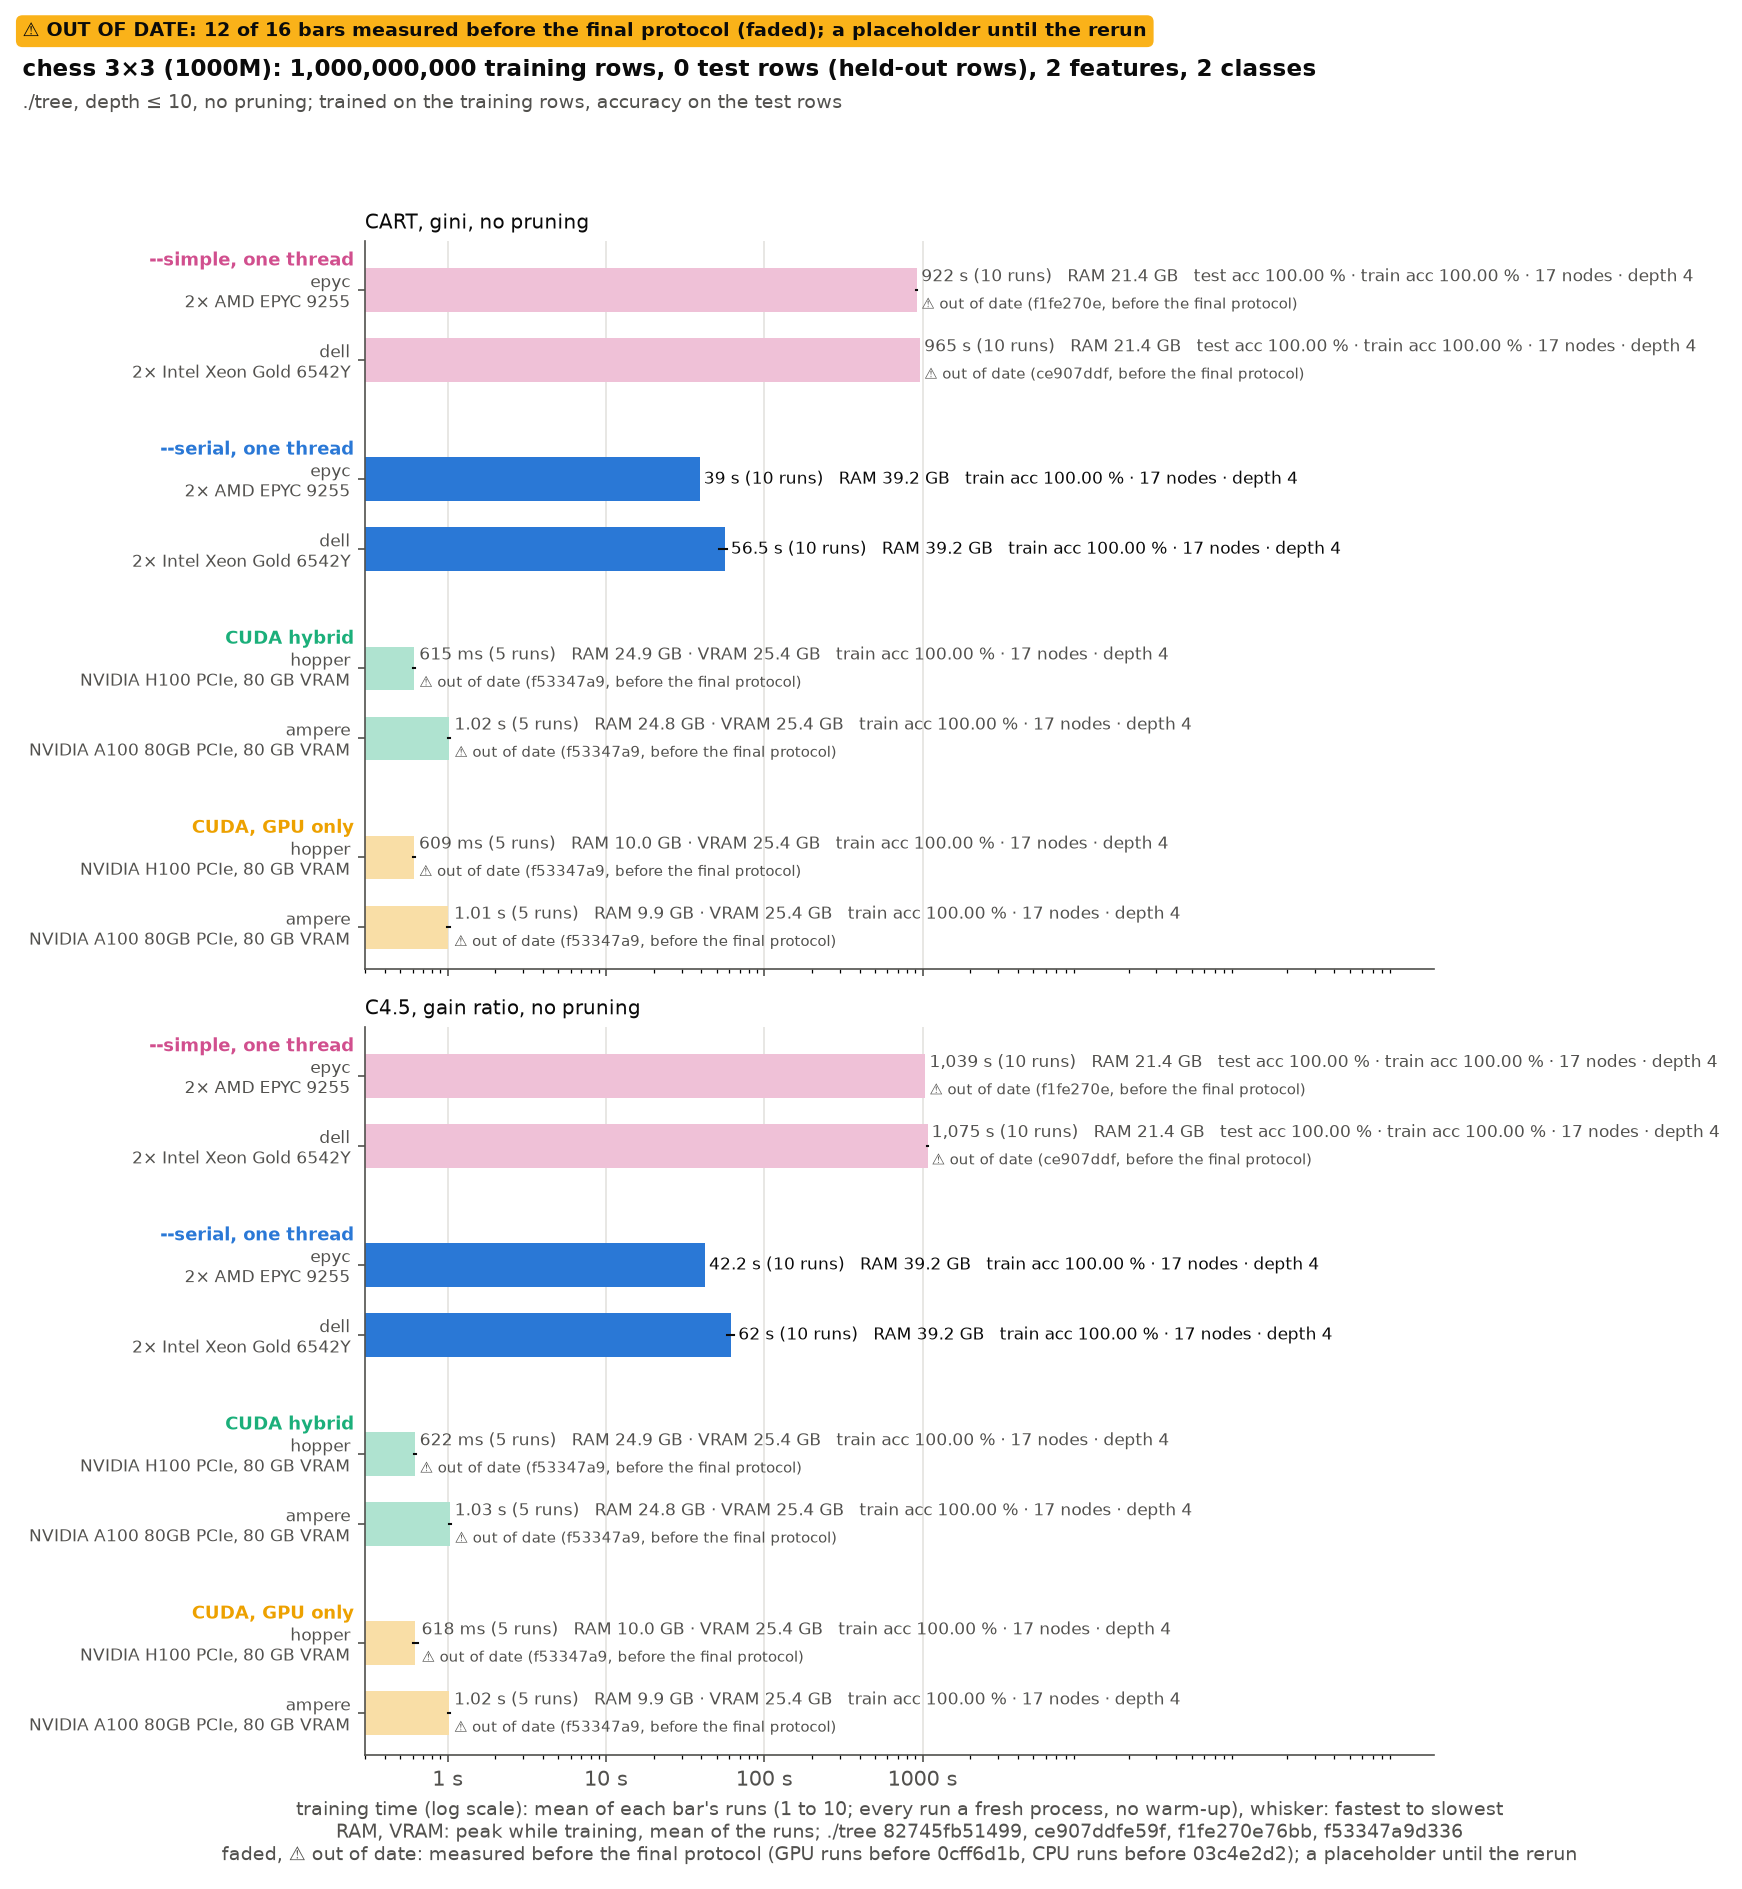 ⚠ OUT OF DATE: 12 of 16 bars measured before the final protocol (faded); a placeholder until the rerun
chess 3×3 (1000M): 1,000,000,000 training rows, 0 test rows (held-out rows), 2 features, 2 classes
./tree, depth ≤ 10, no pruning; trained on the training rows, accuracy on the test rows
CART, gini, no pruning
--simple, one thread
epyc
2× AMD EPYC 9255
922 s (10 runs)   RAM 21.4 GB   test acc 100.00 % · train acc 100.00 % · 17 nodes · depth 4
⚠ out of date (f1fe270e, before the final protocol)
dell
2× Intel Xeon Gold 6542Y
965 s (10 runs)   RAM 21.4 GB   test acc 100.00 % · train acc 100.00 % · 17 nodes · depth 4
⚠ out of date (ce907ddf, before the final protocol)
--serial, one thread
epyc
2× AMD EPYC 9255
39 s (10 runs)   RAM 39.2 GB   train acc 100.00 % · 17 nodes · depth 4
dell
2× Intel Xeon Gold 6542Y
56.5 s (10 runs)   RAM 39.2 GB   train acc 100.00 % · 17 nodes · depth 4
CUDA hybrid
hopper
NVIDIA H100 PCIe, 80 GB VRAM
615 ms (5 runs)   RAM 24.9 GB · VRAM 25.4 GB   train acc 100.00 % · 17 nodes · depth 4
⚠ out of date (f53347a9, before the final protocol)
ampere
NVIDIA A100 80GB PCIe, 80 GB VRAM
1.02 s (5 runs)   RAM 24.8 GB · VRAM 25.4 GB   train acc 100.00 % · 17 nodes · depth 4
⚠ out of date (f53347a9, before the final protocol)
CUDA, GPU only
hopper
NVIDIA H100 PCIe, 80 GB VRAM
609 ms (5 runs)   RAM 10.0 GB · VRAM 25.4 GB   train acc 100.00 % · 17 nodes · depth 4
⚠ out of date (f53347a9, before the final protocol)
ampere
NVIDIA A100 80GB PCIe, 80 GB VRAM
1.01 s (5 runs)   RAM 9.9 GB · VRAM 25.4 GB   train acc 100.00 % · 17 nodes · depth 4
⚠ out of date (f53347a9, before the final protocol)
C4.5, gain ratio, no pruning
--simple, one thread
epyc
2× AMD EPYC 9255
1,039 s (10 runs)   RAM 21.4 GB   test acc 100.00 % · train acc 100.00 % · 17 nodes · depth 4
⚠ out of date (f1fe270e, before the final protocol)
dell
2× Intel Xeon Gold 6542Y
1,075 s (10 runs)   RAM 21.4 GB   test acc 100.00 % · train acc 100.00 % · 17 nodes · depth 4
⚠ out of date (ce907ddf, before the final protocol)
--serial, one thread
epyc
2× AMD EPYC 9255
42.2 s (10 runs)   RAM 39.2 GB   train acc 100.00 % · 17 nodes · depth 4
dell
2× Intel Xeon Gold 6542Y
62 s (10 runs)   RAM 39.2 GB   train acc 100.00 % · 17 nodes · depth 4
CUDA hybrid
hopper
NVIDIA H100 PCIe, 80 GB VRAM
622 ms (5 runs)   RAM 24.9 GB · VRAM 25.4 GB   train acc 100.00 % · 17 nodes · depth 4
⚠ out of date (f53347a9, before the final protocol)
ampere
NVIDIA A100 80GB PCIe, 80 GB VRAM
1.03 s (5 runs)   RAM 24.8 GB · VRAM 25.4 GB   train acc 100.00 % · 17 nodes · depth 4
⚠ out of date (f53347a9, before the final protocol)
CUDA, GPU only
hopper
NVIDIA H100 PCIe, 80 GB VRAM
618 ms (5 runs)   RAM 10.0 GB · VRAM 25.4 GB   train acc 100.00 % · 17 nodes · depth 4
⚠ out of date (f53347a9, before the final protocol)
ampere
NVIDIA A100 80GB PCIe, 80 GB VRAM
1.02 s (5 runs)   RAM 9.9 GB · VRAM 25.4 GB   train acc 100.00 % · 17 nodes · depth 4
⚠ out of date (f53347a9, before the final protocol)
1 s 10 s 100 s 1000 s
training time (log scale): mean of each bar's runs (1 to 10; every run a fresh process, no warm-up), whisker: fastest to slowest
RAM, VRAM: peak while training, mean of the runs; ./tree 82745fb51499, ce907ddfe59f, f1fe270e76bb, f53347a9d336
faded, ⚠ out of date: measured before the final protocol (GPU runs before 0cff6d1b, CPU runs before 03c4e2d2); a placeholder until the rerun